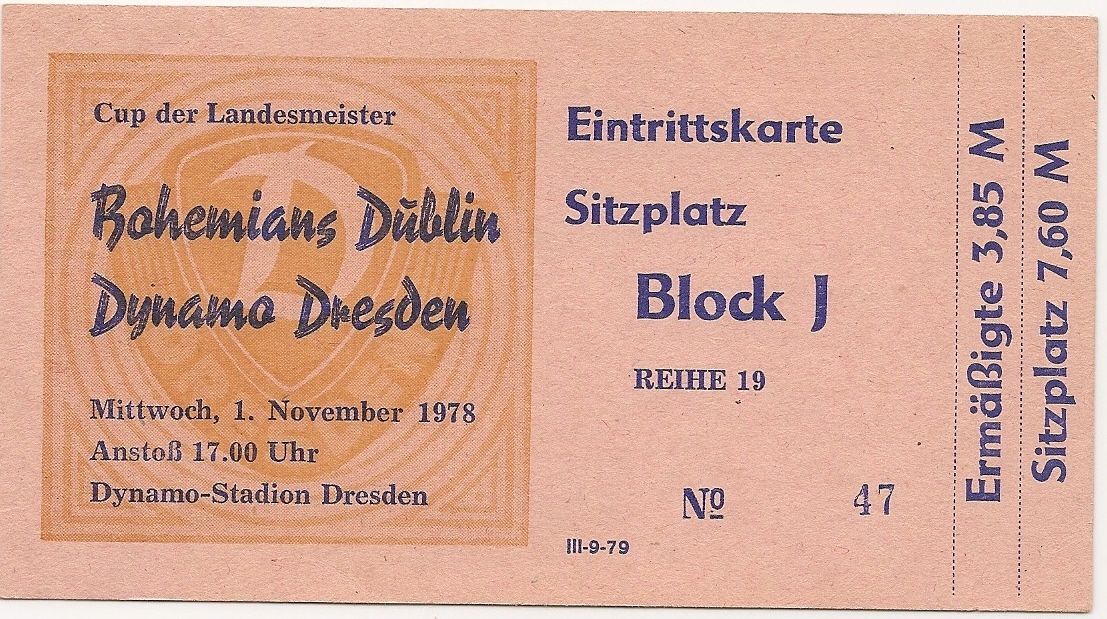 Cup der Landesmeister
Bohemians Dublin
Dynamo Dresden
Mittwoch, 1. November 1978
Anstoß 17.00 Uhr
Dynamo-Stadion Dresden
Eintrittskarte
Sitzplatz
Block J
REIHE 19
Nº 47
III-9-79
Ermäßigte 3,85 M
Sitzplatz 7,60 M
D